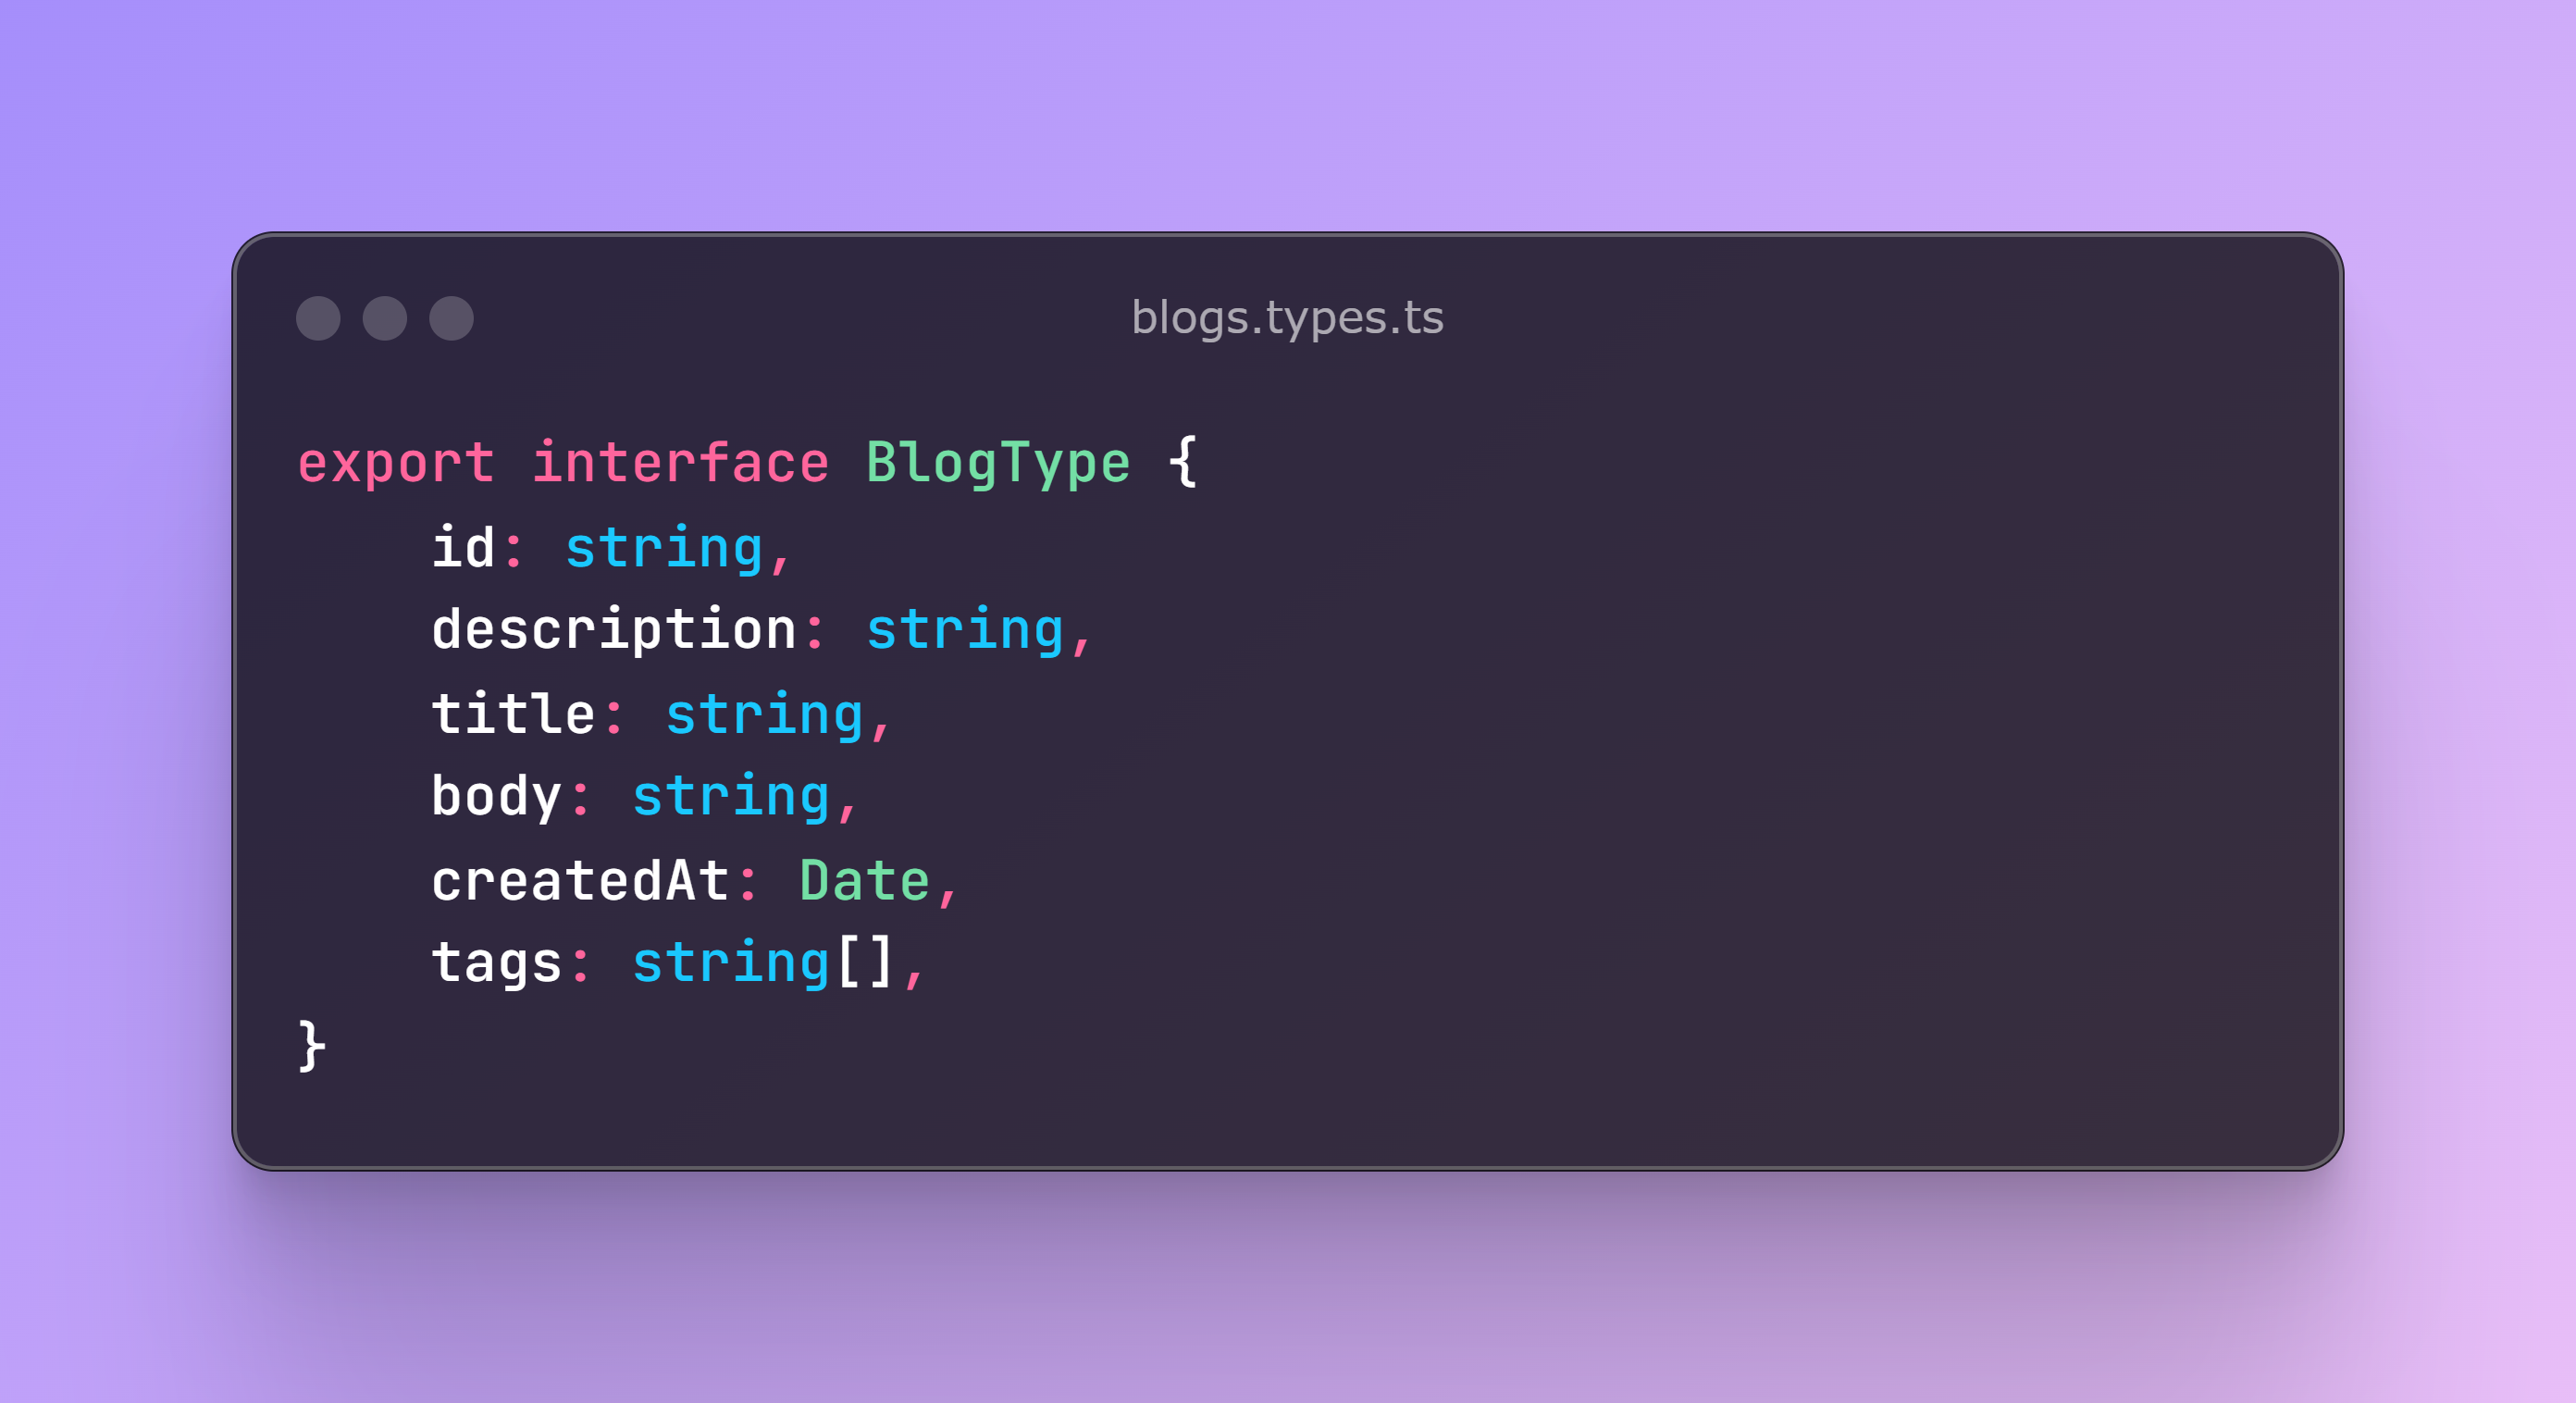 blogs.types.ts
export interface BlogType {
    id: string,
    description: string,
    title: string,
    body: string,
    createdAt: Date,
    tags: string[],
}